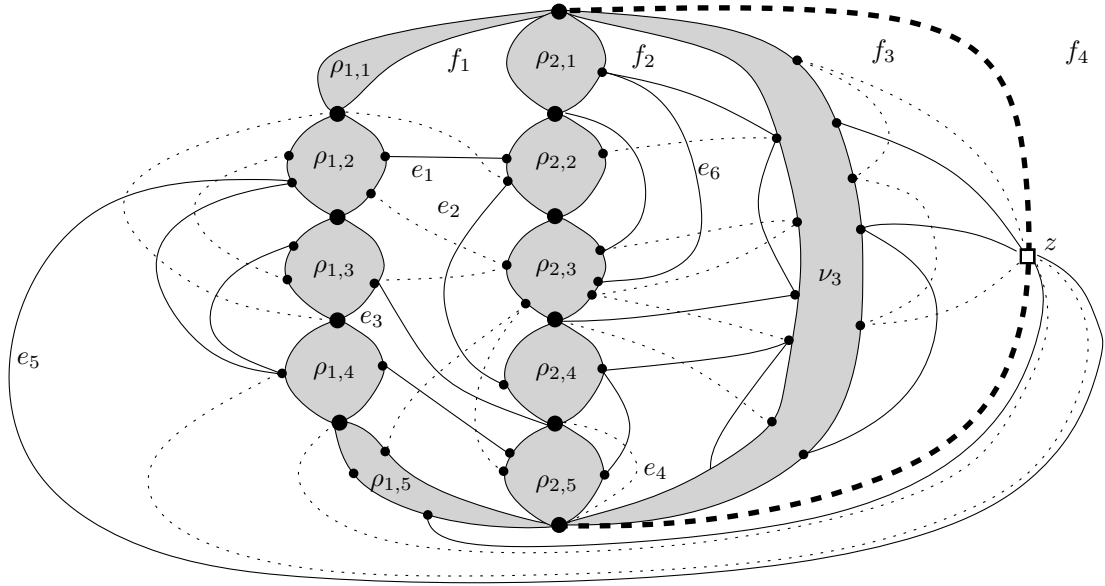 f₁ f₂ f₃ f₄
ρ₁,₁ ρ₂,₁
ρ₁,₂ e₁ ρ₂,₂ e₆
e₂
ρ₁,₃ ρ₂,₃ ν₃ z
e₃
e₅ ρ₁,₄ ρ₂,₄
ρ₁,₅ ρ₂,₅ e₄